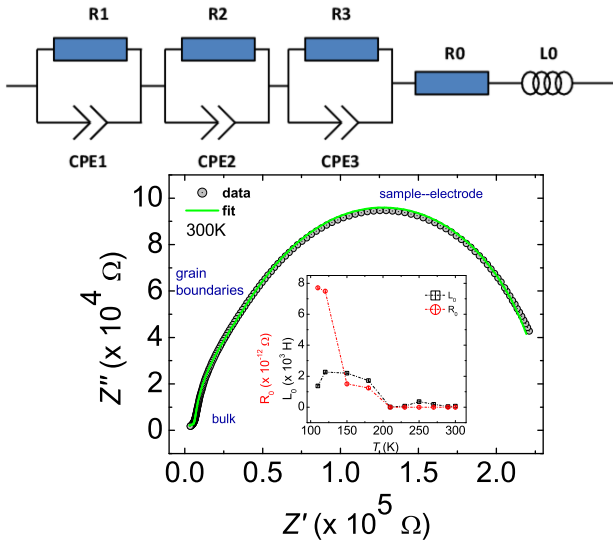 R1 R2 R3
R0 L0
CPE1 CPE2 CPE3
10
8
6
4
2
0
Z″ (x 10⁴ Ω)
data
fit
300K
sample--electrode
grain
boundaries
bulk
8
6
4
2
0
R₀ (x 10⁻¹² Ω)
L₀ (x 10³ H)
L₀
R₀
100 150 200 250 300
T (K)
0.0 0.5 1.0 1.5 2.0
Z′ (x 10⁵ Ω)